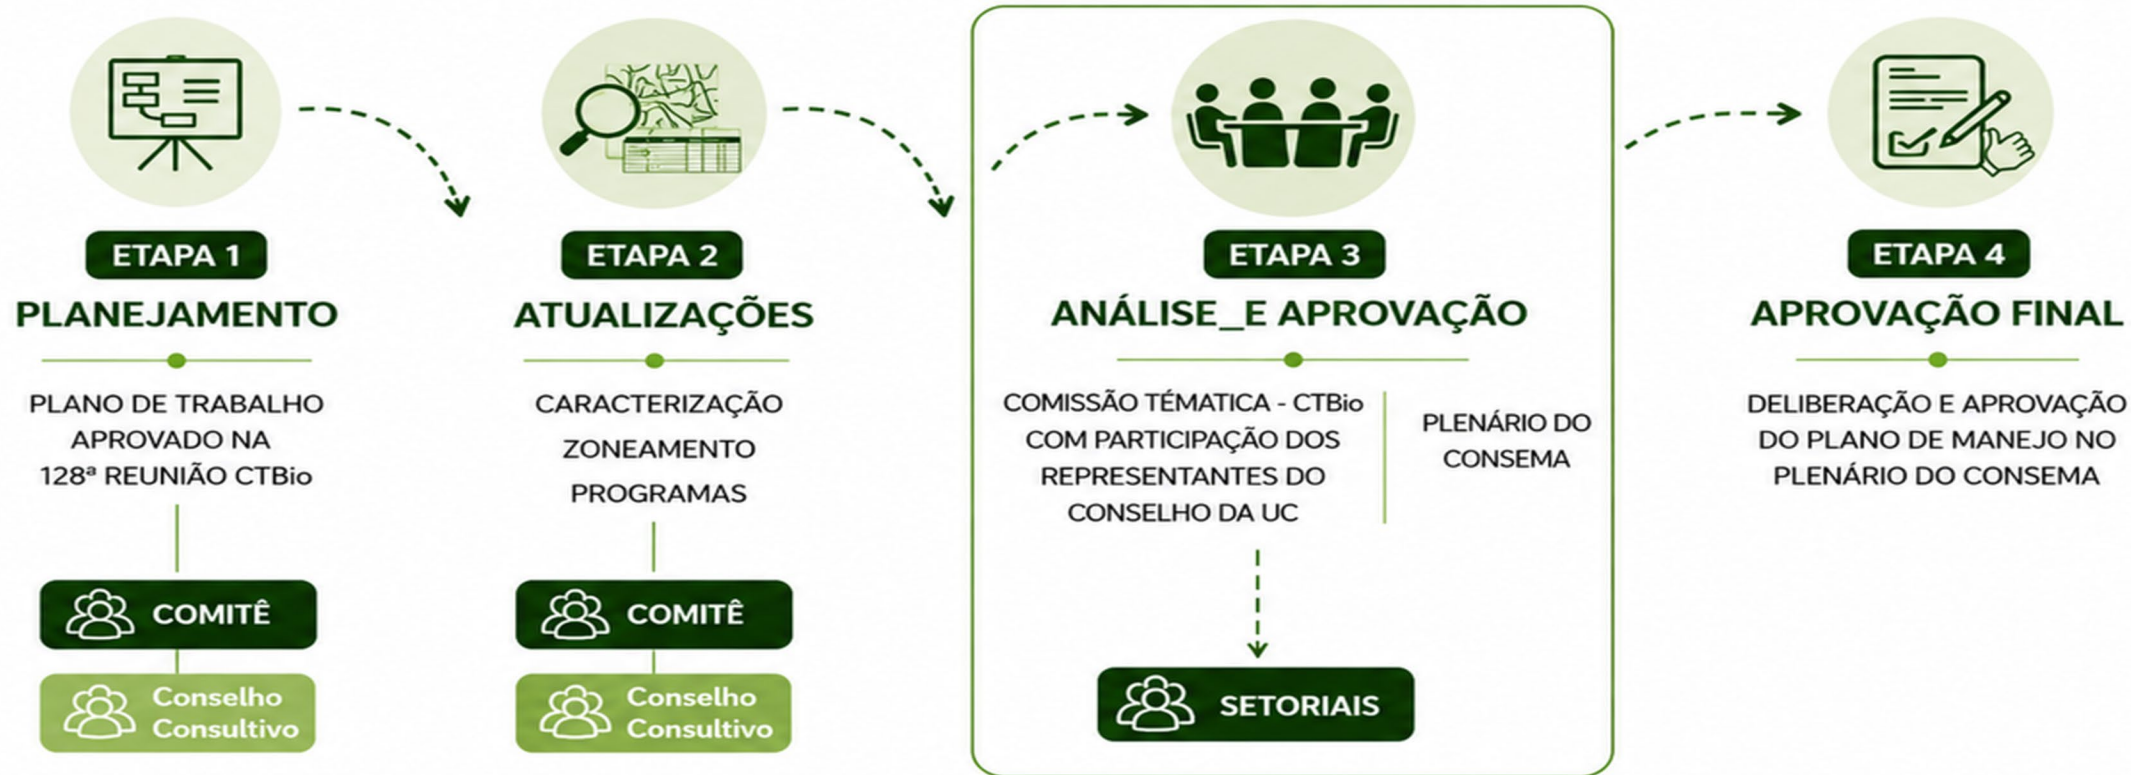 ETAPA 1
PLANEJAMENTO
PLANO DE TRABALHO
APROVADO NA
128ª REUNIÃO CTBio
COMITÊ
Conselho
Consultivo
ETAPA 2
ATUALIZAÇÕES
CARACTERIZAÇÃO
ZONEAMENTO
PROGRAMAS
COMITÊ
Conselho
Consultivo
ETAPA 3
ANÁLISE_E APROVAÇÃO
COMISSÃO TÉMATICA - CTBio
COM PARTICIPAÇÃO DOS
REPRESENTANTES DO
CONSELHO DA UC
PLENÁRIO DO
CONSEMA
SETORIAIS
ETAPA 4
APROVAÇÃO FINAL
DELIBERAÇÃO E APROVAÇÃO
DO PLANO DE MANEJO NO
PLENÁRIO DO CONSEMA